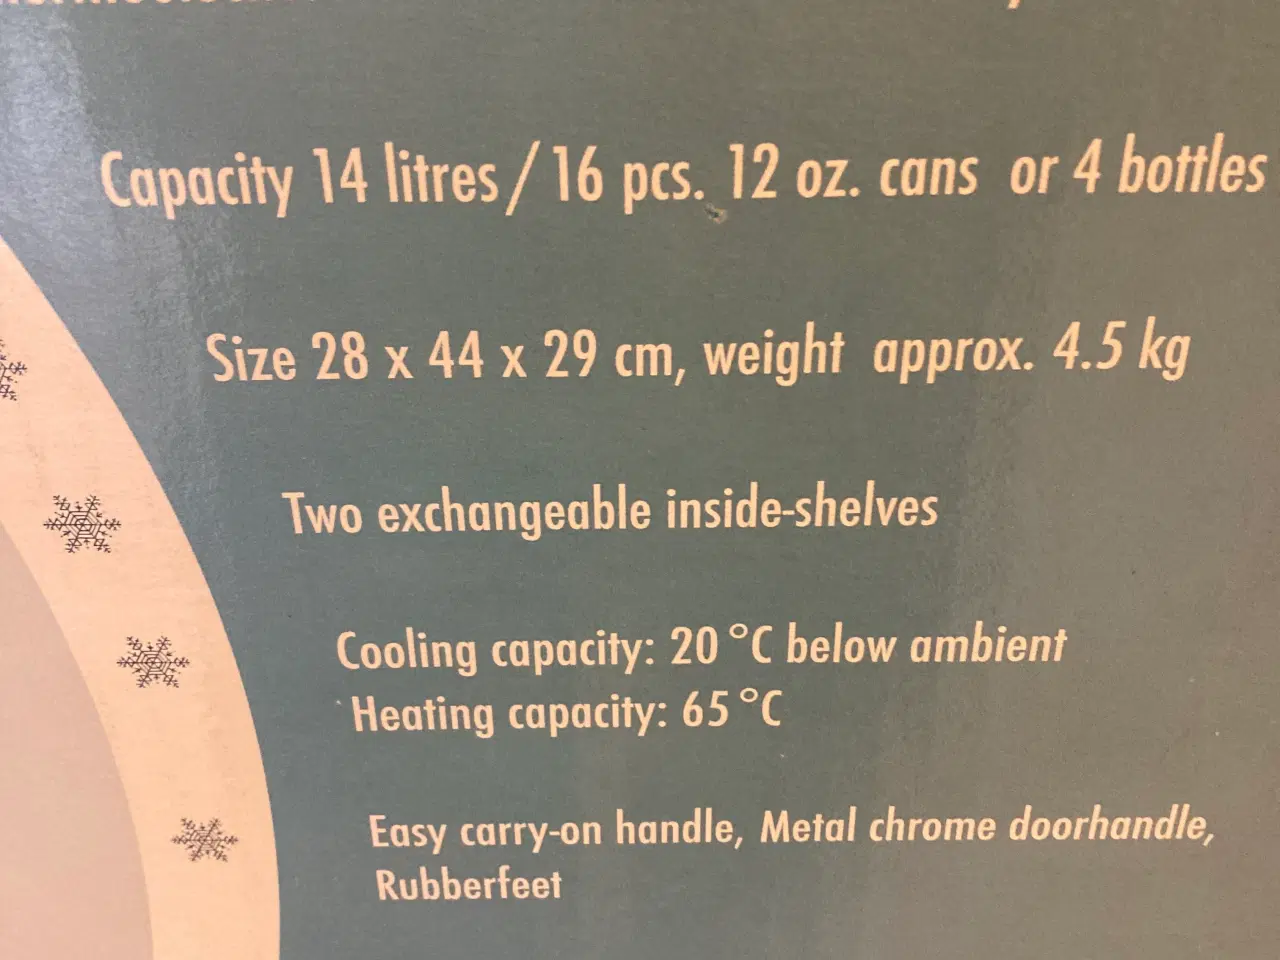 Capacity 14 litres / 16 pcs. 12 oz. cans or 4 bottles
Size 28 x 44 x 29 cm, weight approx. 4.5 kg
Two exchangeable inside-shelves
Cooling capacity: 20 °C below ambient
Heating capacity: 65 °C
Easy carry-on handle, Metal chrome doorhandle,
Rubberfeet